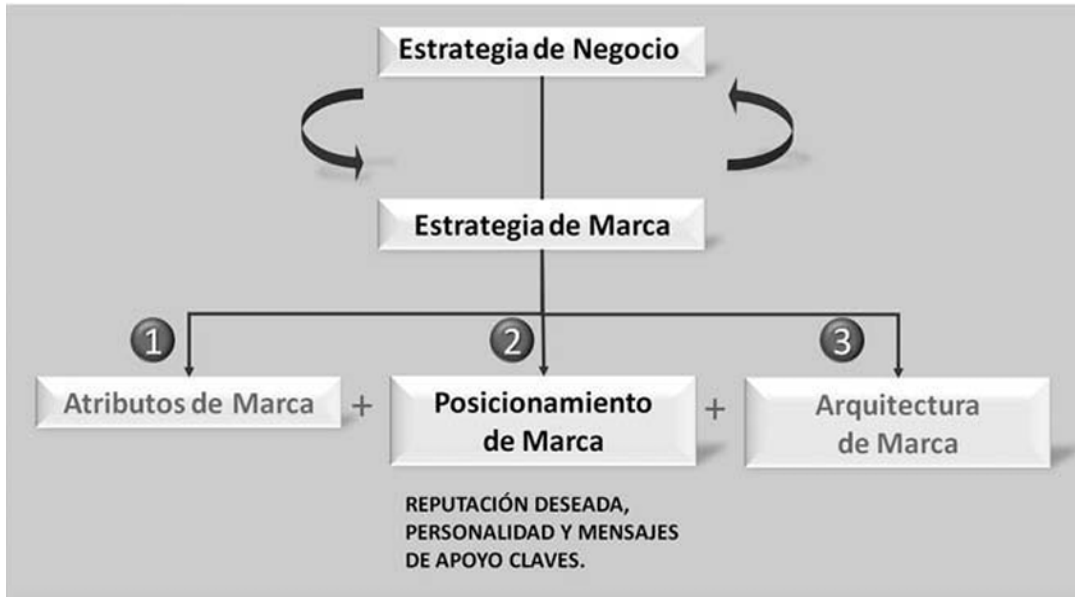 Estrategia de Negocio
Estrategia de Marca
1
2
3
Atributos de Marca
+
Posicionamiento
de Marca
+
Arquitectura
de Marca
REPUTACIÓN DESEADA,
PERSONALIDAD Y MENSAJES
DE APOYO CLAVES.